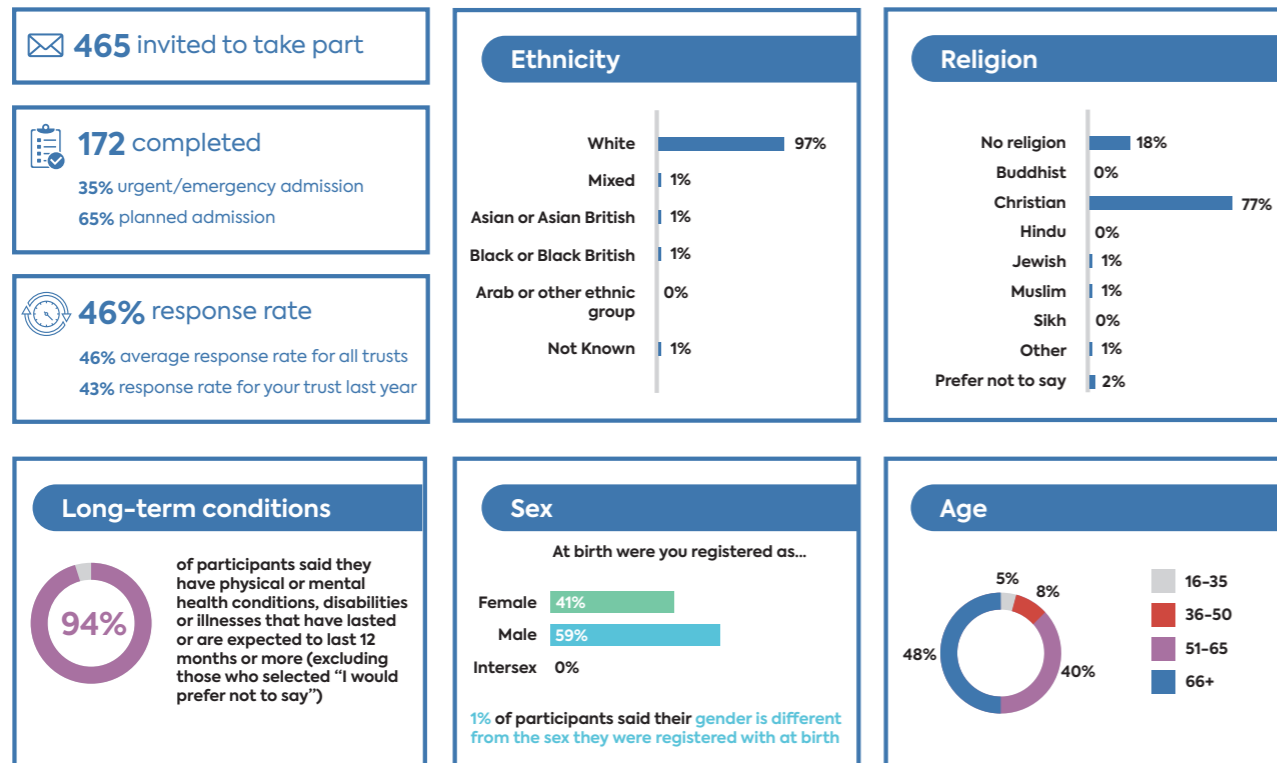 465 invited to take part
172 completed
35% urgent/emergency admission
65% planned admission
46% response rate
46% average response rate for all trusts
43% response rate for your trust last year
Ethnicity
White 97%
Mixed 1%
Asian or Asian British 1%
Black or Black British 1%
Arab or other ethnic
group 0%
Not Known 1%
Religion
No religion 18%
Buddhist 0%
Christian 77%
Hindu 0%
Jewish 1%
Muslim 1%
Sikh 0%
Other 1%
Prefer not to say 2%
Long-term conditions
94%
of participants said they
have physical or mental
health conditions, disabilities
or illnesses that have lasted
or are expected to last 12
months or more (excluding
those who selected “I would
prefer not to say”)
Sex
At birth were you registered as...
Female 41%
Male 59%
Intersex 0%
1% of participants said their gender is different
from the sex they were registered with at birth
Age
5%
8%
40%
48%
16-35
36-50
51-65
66+